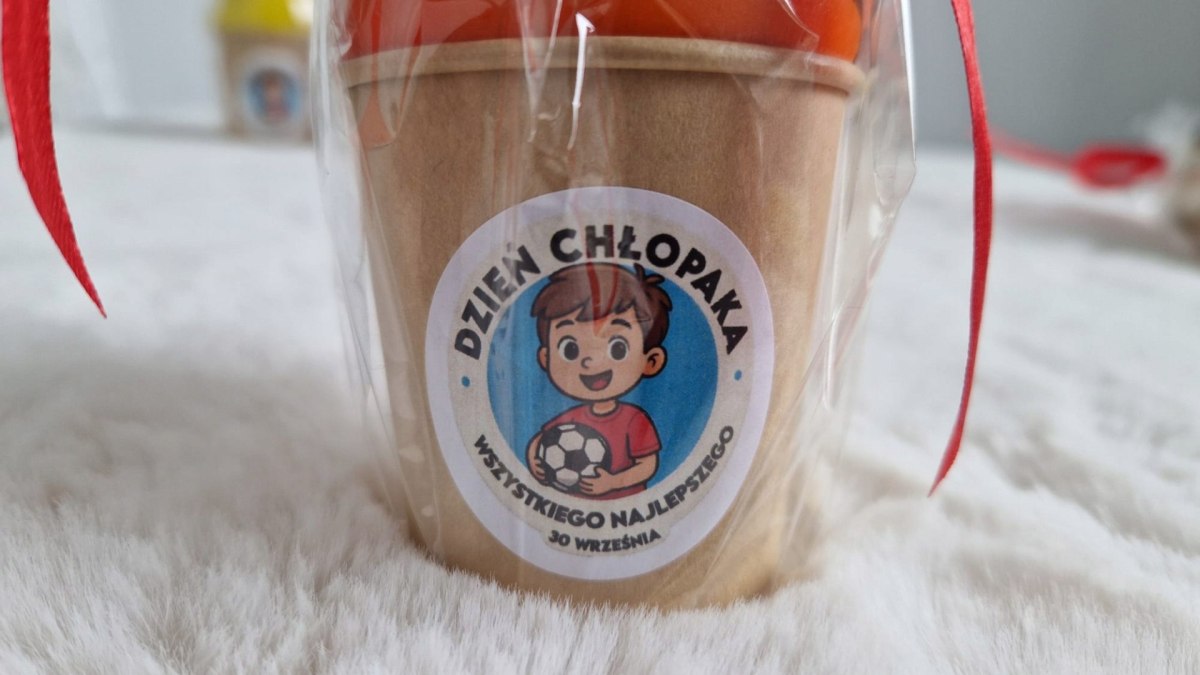 DZIEŃ CHŁOPAKA
WSZYSTKIEGO NAJLEPSZEGO
30 WRZEŚNIA